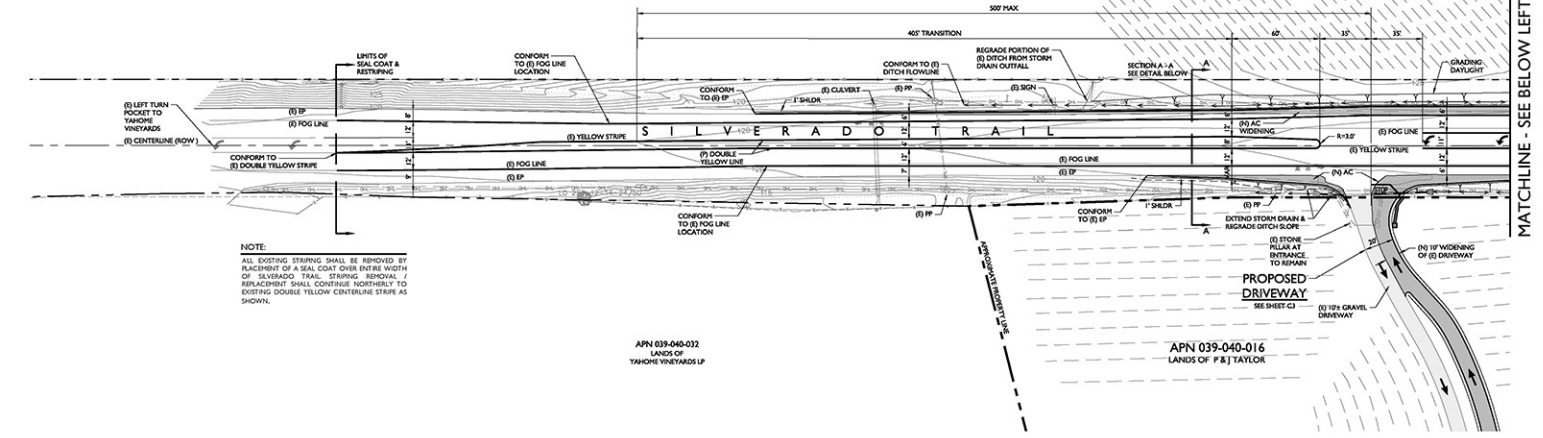 500' MAX
405' TRANSITION
60'
35'
35'
MATCHLINE - SEE BELOW LEFT
LIMITS OF
SEAL COAT &
RESTRIPING
CONFORM
TO (E) FOG LINE
LOCATION
REGRADE PORTION OF
(E) DITCH FROM STORM
DRAIN OUTFALL
CONFORM TO (E)
DITCH FLOWLINE
SECTION A - A
SEE DETAIL BELOW
A
GRADING
DAYLIGHT
(E) LEFT TURN
POCKET TO
YAHOME
VINEYARDS
(E) CENTERLINE (ROW)
(E) EP
(E) FOG LINE
CONFORM
TO (E) EP
1' SHLDR
(E) CULVERT
(E) PP
(E) SIGN
(N) AC
WIDENING
R=3.0'
(E) FOG LINE
(E) YELLOW STRIPE
(E) YELLOW STRIPE
SILVERADO TRAIL
CONFORM TO
(E) DOUBLE YELLOW STRIPE
(P) DOUBLE
YELLOW LINE
(E) FOG LINE
(E) EP
(E) FOG LINE
(E) EP
(N) AC
STOP
CONFORM
TO (E) FOG LINE
LOCATION
(E) PP
CONFORM
TO (E) EP
1' SHLDR
(E) PP
A
EXTEND STORM DRAIN &
REGRADE DITCH SLOPE
(E) STONE
PILLAR AT
ENTRANCE
TO REMAIN
20'
(N) 10' WIDENING
OF (E) DRIVEWAY
NOTE:
ALL EXISTING STRIPING SHALL BE REMOVED BY
PLACEMENT OF A SEAL COAT OVER ENTIRE WIDTH
OF SILVERADO TRAIL. STRIPING REMOVAL /
REPLACEMENT SHALL CONTINUE NORTHERLY TO
EXISTING DOUBLE YELLOW CENTERLINE STRIPE AS
SHOWN.
APPROXIMATE PROPERTY LINE
PROPOSED
DRIVEWAY
SEE SHEET C3
(E) 10'± GRAVEL
DRIVEWAY
APN 039-040-032
LANDS OF
YAHOME VINEYARDS LP
APN 039-040-016
LANDS OF P & J TAYLOR